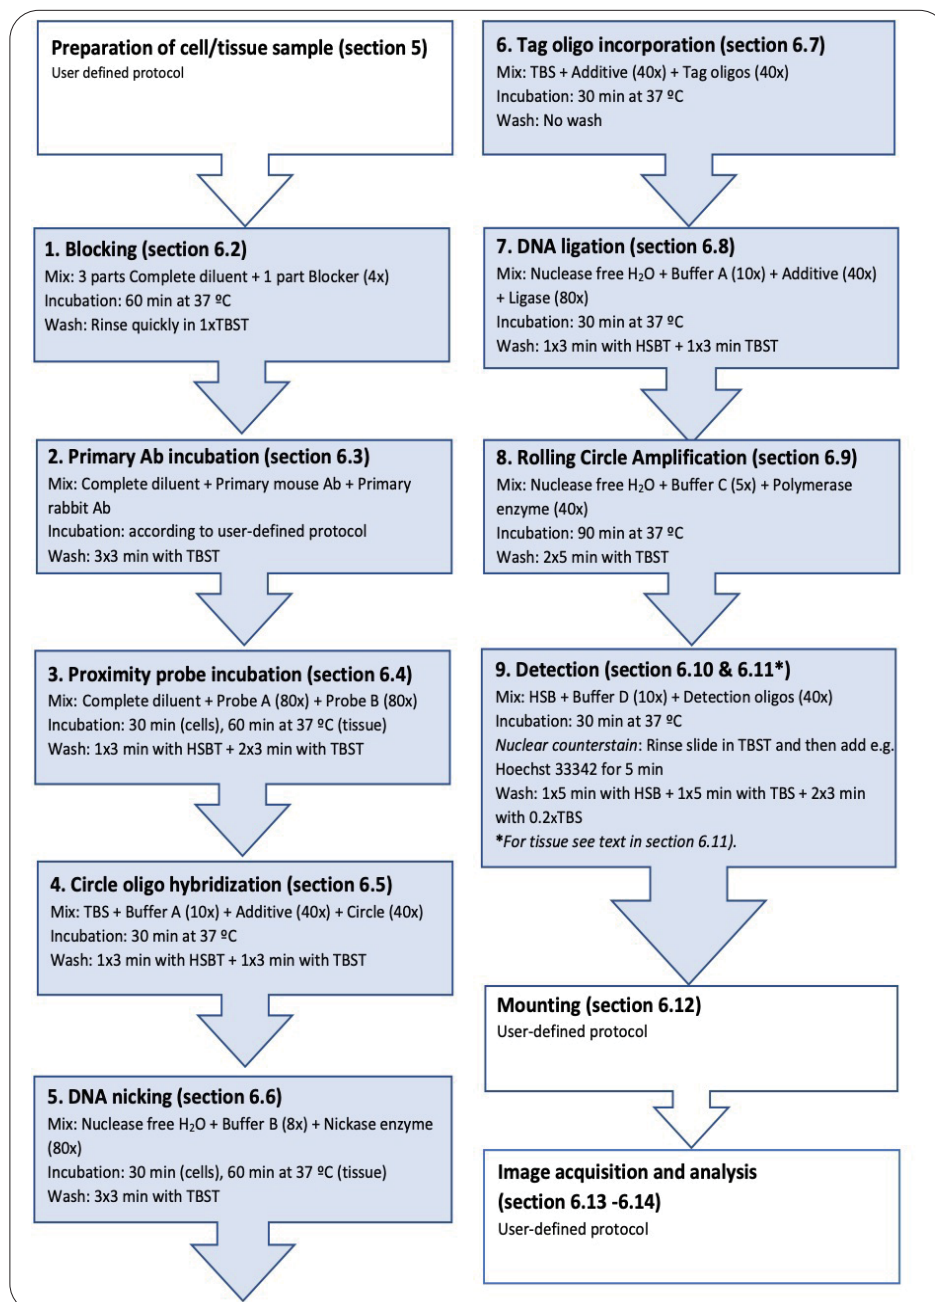 Preparation of cell/tissue sample (section 5)
User defined protocol
1. Blocking (section 6.2)
Mix: 3 parts Complete diluent + 1 part Blocker (4x)
Incubation: 60 min at 37 ºC
Wash: Rinse quickly in 1xTBST
2. Primary Ab incubation (section 6.3)
Mix: Complete diluent + Primary mouse Ab + Primary
rabbit Ab
Incubation: according to user-defined protocol
Wash: 3x3 min with TBST
3. Proximity probe incubation (section 6.4)
Mix: Complete diluent + Probe A (80x) + Probe B (80x)
Incubation: 30 min (cells), 60 min at 37 ºC (tissue)
Wash: 1x3 min with HSBT + 2x3 min with TBST
4. Circle oligo hybridization (section 6.5)
Mix: TBS + Buffer A (10x) + Additive (40x) + Circle (40x)
Incubation: 30 min at 37 ºC
Wash: 1x3 min with HSBT + 1x3 min with TBST
5. DNA nicking (section 6.6)
Mix: Nuclease free H₂O + Buffer B (8x) + Nickase enzyme
(80x)
Incubation: 30 min (cells), 60 min at 37 ºC (tissue)
Wash: 3x3 min with TBST
6. Tag oligo incorporation (section 6.7)
Mix: TBS + Additive (40x) + Tag oligos (40x)
Incubation: 30 min at 37 ºC
Wash: No wash
7. DNA ligation (section 6.8)
Mix: Nuclease free H₂O + Buffer A (10x) + Additive (40x)
+ Ligase (80x)
Incubation: 30 min at 37 ºC
Wash: 1x3 min with HSBT + 1x3 min TBST
8. Rolling Circle Amplification (section 6.9)
Mix: Nuclease free H₂O + Buffer C (5x) + Polymerase
enzyme (40x)
Incubation: 90 min at 37 ºC
Wash: 2x5 min with TBST
9. Detection (section 6.10 & 6.11*)
Mix: HSB + Buffer D (10x) + Detection oligos (40x)
Incubation: 30 min at 37 ºC
Nuclear counterstain: Rinse slide in TBST and then add e.g.
Hoechst 33342 for 5 min
Wash: 1x5 min with HSB + 1x5 min with TBS + 2x3 min
with 0.2xTBS
*For tissue see text in section 6.11).
Mounting (section 6.12)
User-defined protocol
Image acquisition and analysis
(section 6.13 -6.14)
User-defined protocol